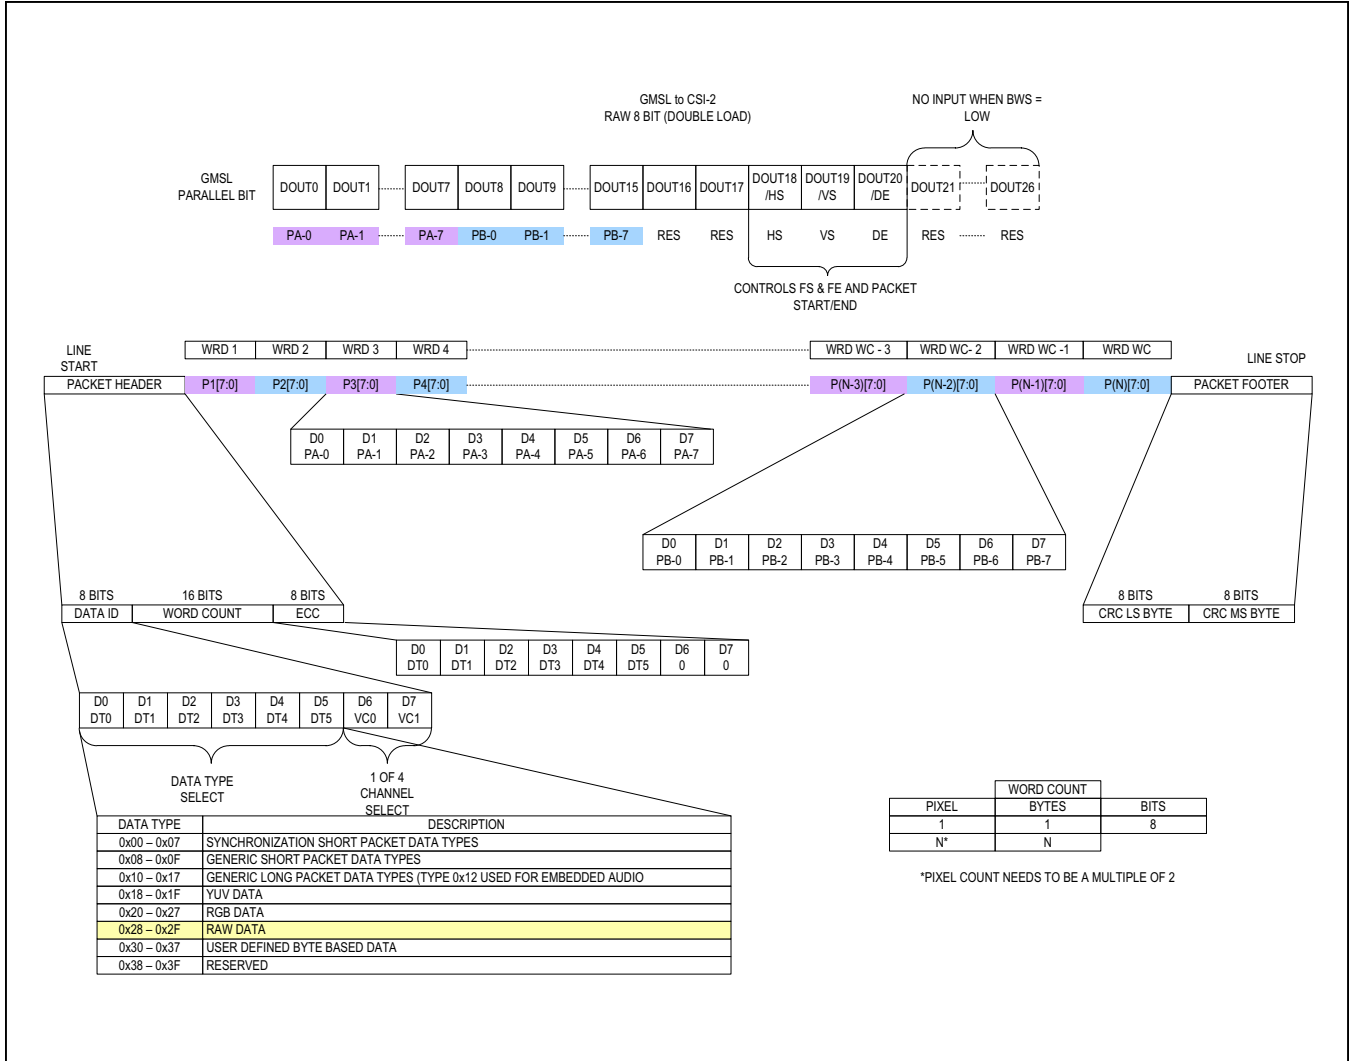 GMSL to CSI-2
RAW 8 BIT (DOUBLE LOAD)
NO INPUT WHEN BWS =
LOW
GMSL
PARALLEL BIT
DOUT0 DOUT1 DOUT7 DOUT8 DOUT9 DOUT15 DOUT16 DOUT17 DOUT18 /HS DOUT19 /VS DOUT20 /DE DOUT21 DOUT26
PA-0 PA-1 PA-7 PB-0 PB-1 PB-7 RES RES HS VS DE RES RES
CONTROLS FS & FE AND PACKET
START/END
LINE
START
WRD 1 WRD 2 WRD 3 WRD 4 WRD WC - 3 WRD WC- 2 WRD WC -1 WRD WC
LINE STOP
PACKET HEADER P1[7:0] P2[7:0] P3[7:0] P4[7:0] P(N-3)[7:0] P(N-2)[7:0] P(N-1)[7:0] P(N)[7:0] PACKET FOOTER
D0 D1 D2 D3 D4 D5 D6 D7
PA-0 PA-1 PA-2 PA-3 PA-4 PA-5 PA-6 PA-7
D0 D1 D2 D3 D4 D5 D6 D7
PB-0 PB-1 PB-2 PB-3 PB-4 PB-5 PB-6 PB-7
8 BITS 16 BITS 8 BITS
DATA ID WORD COUNT ECC
8 BITS 8 BITS
CRC LS BYTE CRC MS BYTE
D0 D1 D2 D3 D4 D5 D6 D7
DT0 DT1 DT2 DT3 DT4 DT5 0 0
D0 D1 D2 D3 D4 D5 D6 D7
DT0 DT1 DT2 DT3 DT4 DT5 VC0 VC1
DATA TYPE
SELECT
1 OF 4
CHANNEL
SELECT
DATA TYPE DESCRIPTION
0x00 – 0x07 SYNCHRONIZATION SHORT PACKET DATA TYPES
0x08 – 0x0F GENERIC SHORT PACKET DATA TYPES
0x10 – 0x17 GENERIC LONG PACKET DATA TYPES (TYPE 0x12 USED FOR EMBEDDED AUDIO
0x18 – 0x1F YUV DATA
0x20 – 0x27 RGB DATA
0x28 – 0x2F RAW DATA
0x30 – 0x37 USER DEFINED BYTE BASED DATA
0x38 – 0x3F RESERVED
WORD COUNT
PIXEL BYTES BITS
1 1 8
N* N
*PIXEL COUNT NEEDS TO BE A MULTIPLE OF 2